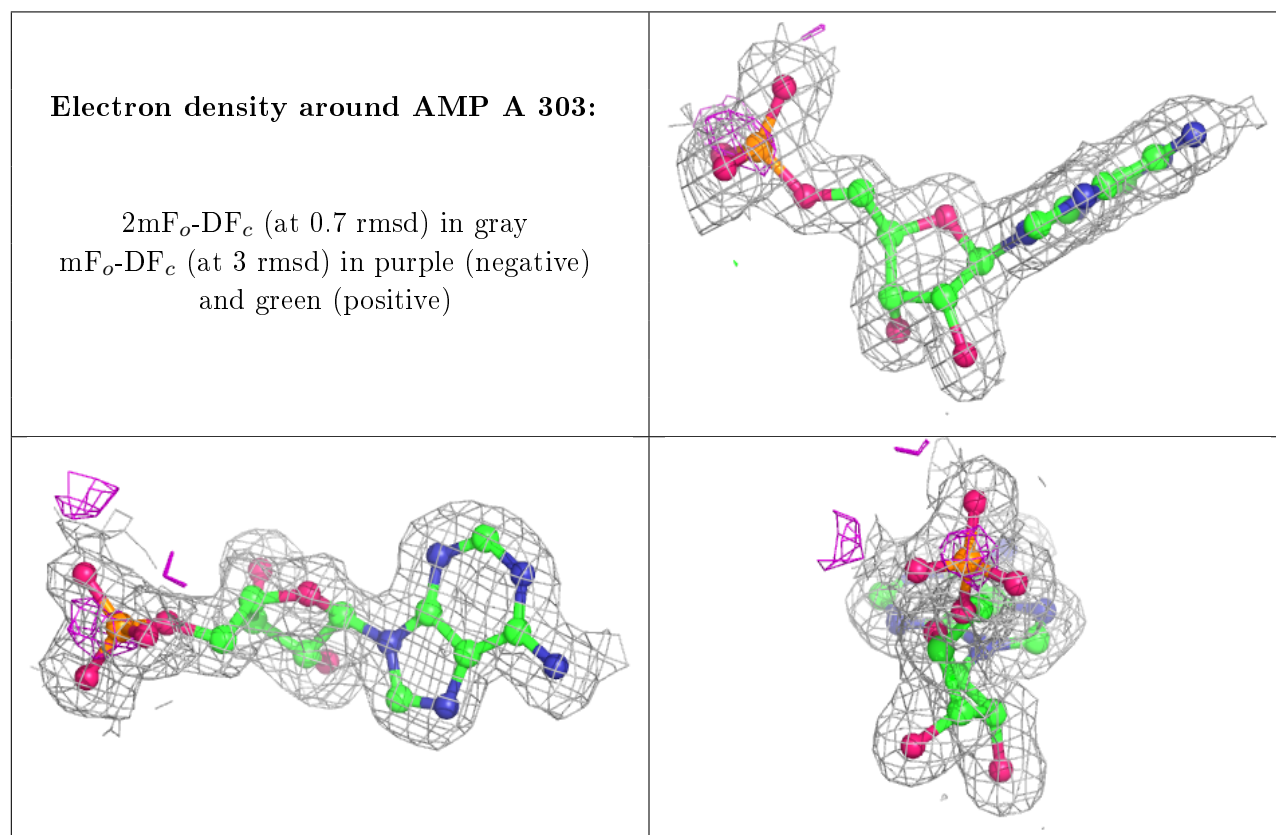 Electron density around AMP A 303:
2mFo-DFc (at 0.7 rmsd) in gray
mFo-DFc (at 3 rmsd) in purple (negative)
and green (positive)